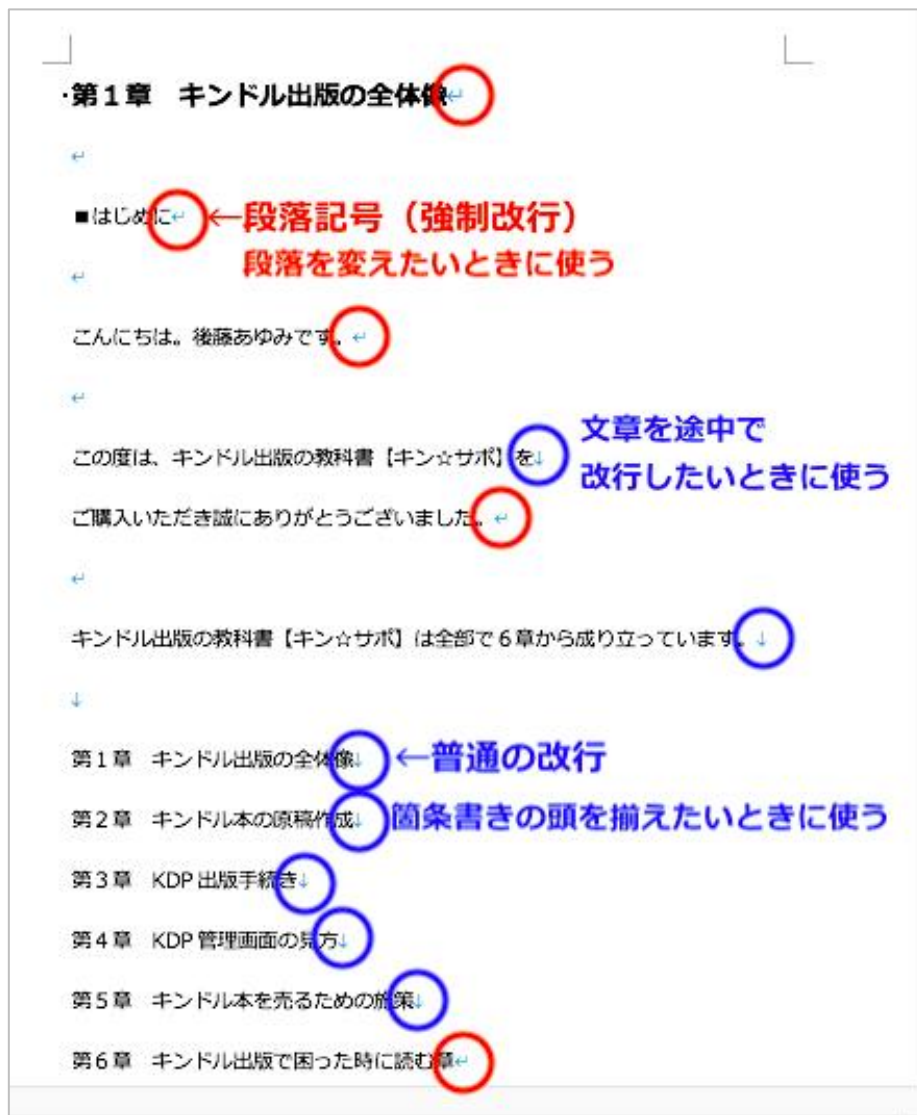 ・第１章　キンドル出版の全体像↵
↵
■はじめに↵
←段落記号（強制改行）
段落を変えたいときに使う
↵
こんにちは。後藤あゆみです。↵
↵
この度は、キンドル出版の教科書【キン☆サポ】を↓
文章を途中で
改行したいときに使う
ご購入いただき誠にありがとうございました。↵
↵
キンドル出版の教科書【キン☆サポ】は全部で６章から成り立っています。↓
↓
第１章　キンドル出版の全体像↓
←普通の改行
第２章　キンドル本の原稿作成↓
箇条書きの頭を揃えたいときに使う
第３章　KDP 出版手続き↓
第４章　KDP 管理画面の見方↓
第５章　キンドル本を売るための施策↓
第６章　キンドル出版で困った時に読む章↵